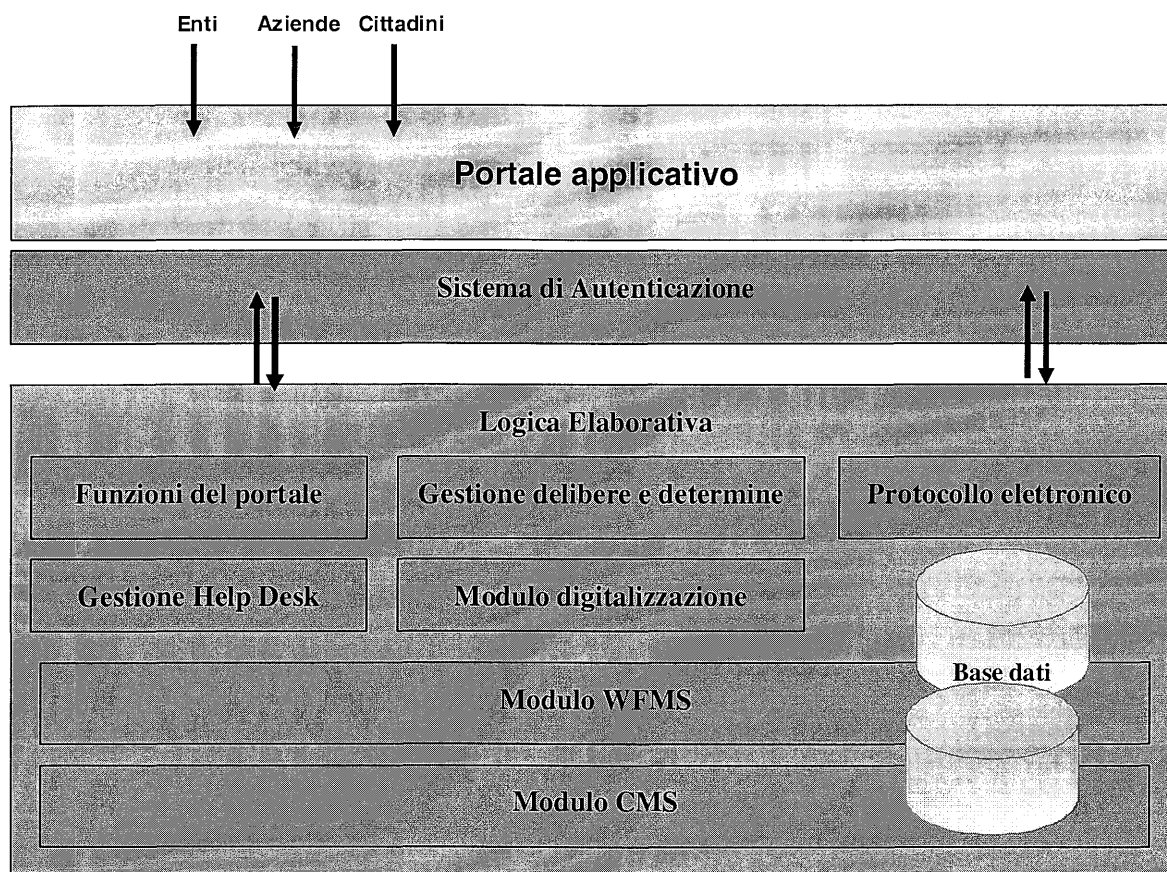 Enti Aziende Cittadini
Portale applicativo
Sistema di Autenticazione
Logica Elaborativa
Funzioni del portale
Gestione delibere e determine
Protocollo elettronico
Gestione Help Desk
Modulo digitalizzazione
Base dati
Modulo WFMS
Modulo CMS